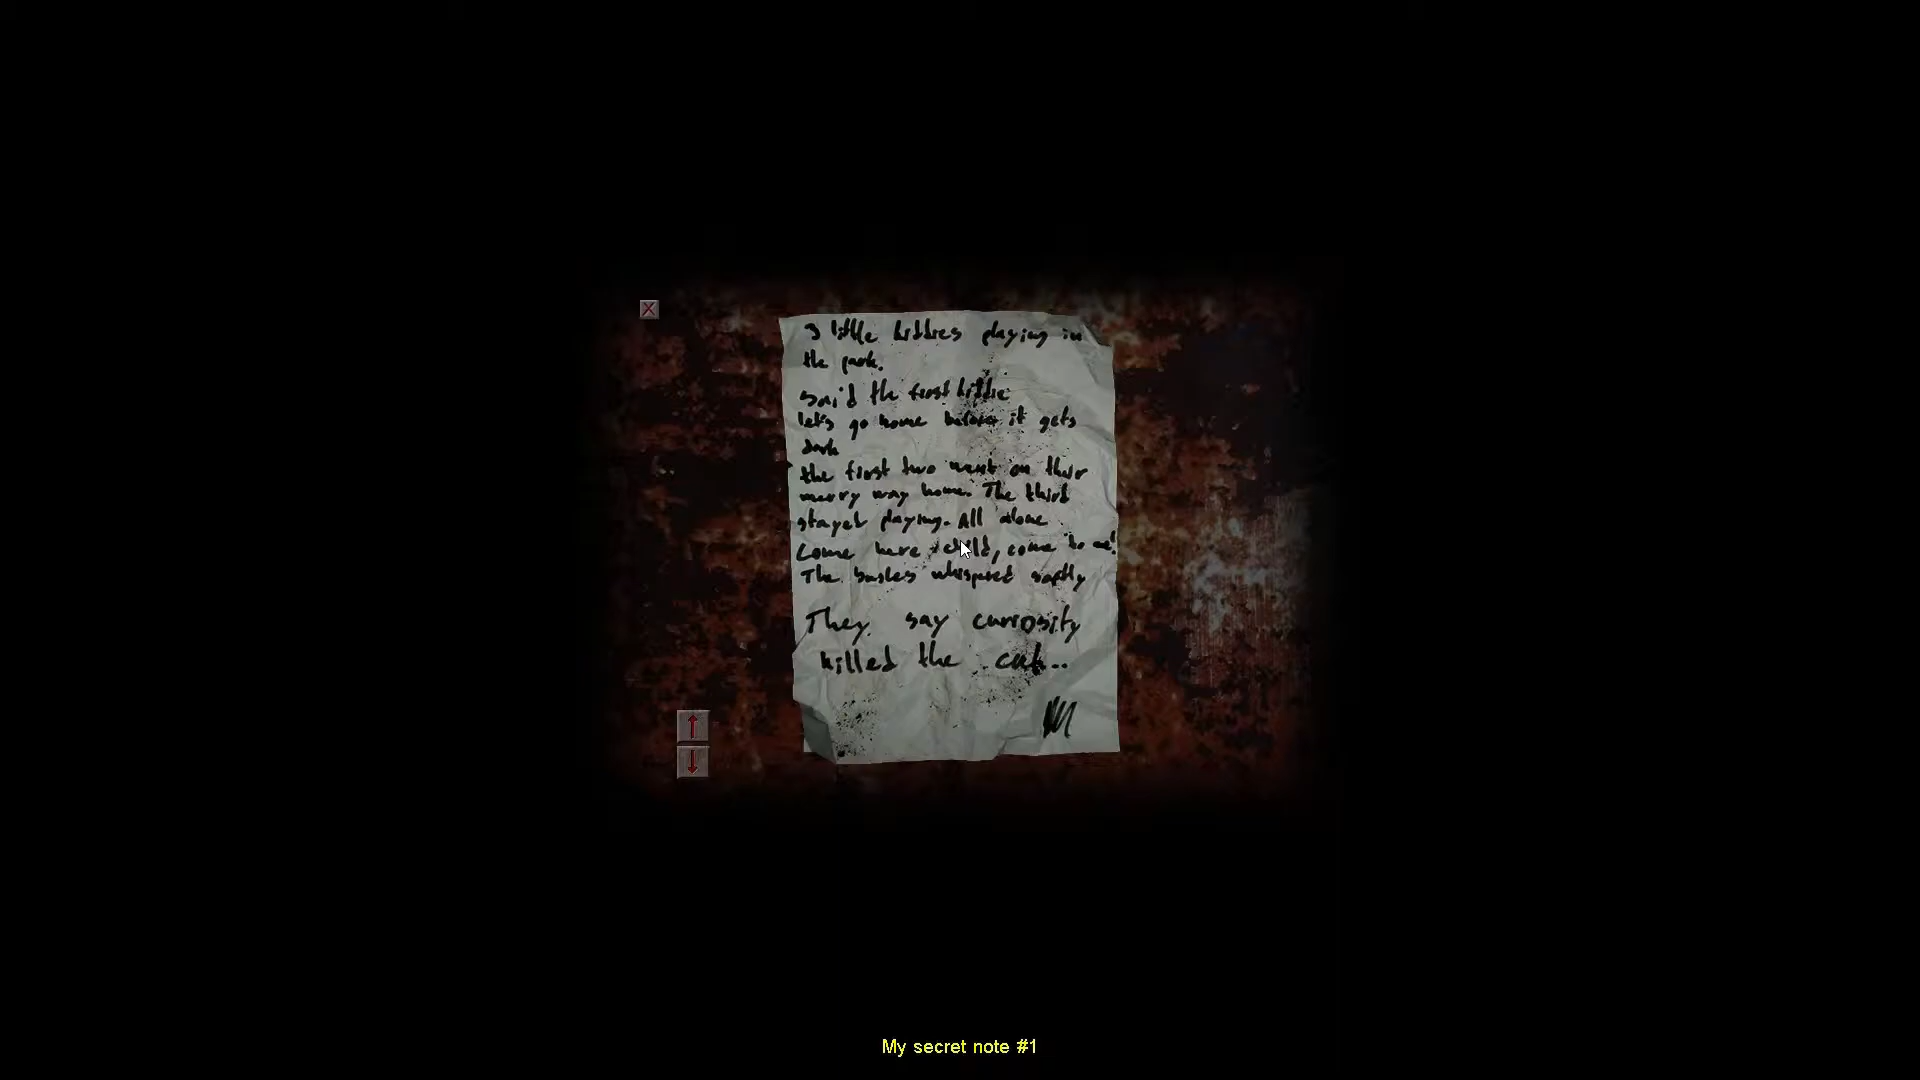 3 little kiddies playing in
the park.
said the first kiddie
let's go home before it gets
dark
the first two went on their
merry way home. The third
stayed playing. All alone
Come here child, come to me!
The bushes whispered softly
They say curiosity
killed the cat..
My secret note #1